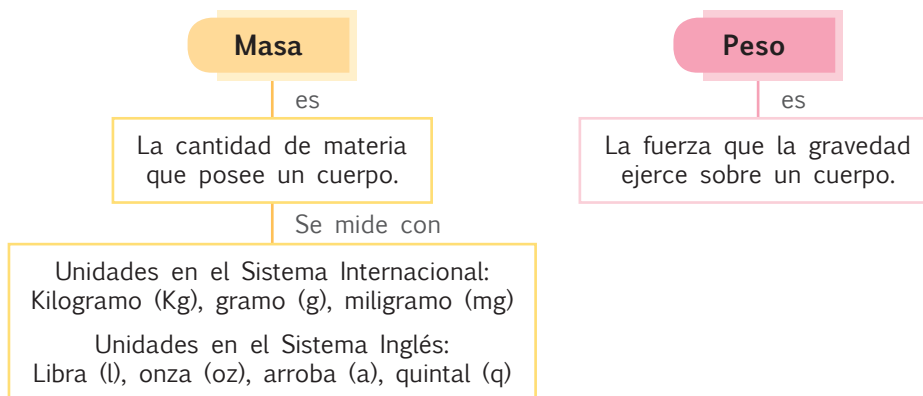 Masa
es
La cantidad de materia
que posee un cuerpo.
Se mide con
Unidades en el Sistema Internacional:
Kilogramo (Kg), gramo (g), miligramo (mg)
Unidades en el Sistema Inglés:
Libra (l), onza (oz), arroba (a), quintal (q)
Peso
es
La fuerza que la gravedad
ejerce sobre un cuerpo.